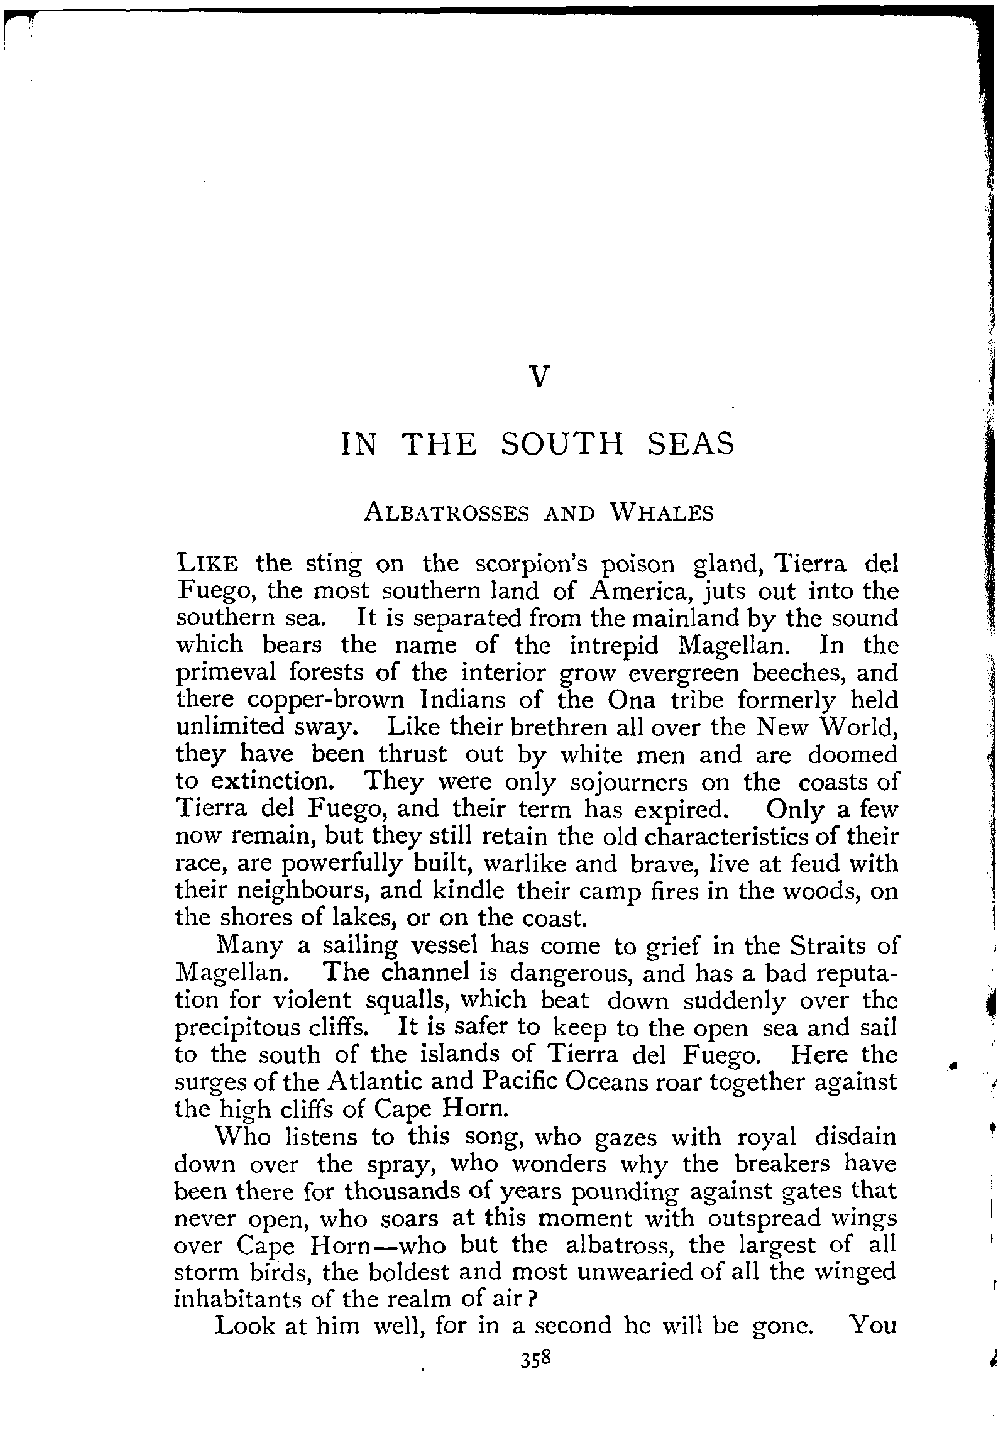 V
IN THE SOUTH SEAS
ALBATROSSES AND WHALES
LIKE the sting on the scorpion's poison gland, Tierra del
Fuego, the most southern land of America, juts out into the
southern sea. It is separated from the mainland by the sound
which bears the name of the intrepid Magellan. In the
primeval forests of the interior grow evergreen beeches, and
there copper-brown Indians of the Ona tribe formerly held
unlimited sway. Like their brethren all over the New World,
they have been thrust out by white men and are doomed
to extinction. They were only sojourners on the coasts of
Tierra del Fuego, and their term has expired. Only a few
now remain, but they still retain the old characteristics of their
race, are powerfully built, warlike and brave, live at feud with
their neighbours, and kindle their camp fires in the woods, on
the shores of lakes, or on the coast.
Many a sailing vessel has come to grief in the Straits of
Magellan. The channel is dangerous, and has a bad reputa-
tion for violent squalls, which beat down suddenly over the
precipitous cliffs. It is safer to keep to the open sea and sail
to the south of the islands of Tierra del Fuego. Here the
surges of the Atlantic and Pacific Oceans roar together against
the high cliffs of Cape Horn.
Who listens to this song, who gazes with royal disdain
down over the spray, who wonders why the breakers have
been there for thousands of years pounding against gates that
never open, who soars at this moment with outspread wings
over Cape Horn—who but the albatross, the largest of all
storm birds, the boldest and most unwearied of all the winged
inhabitants of the realm of air?
Look at him well, for in a second he will be gone. You
358